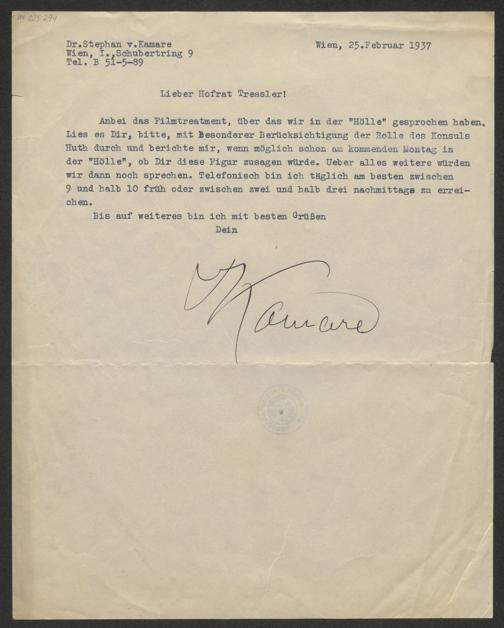 IN 225 294
Dr.Stephan v.Kamare
Wien, I.,Schubertring 9
Tel. B 51-5-89
Wien, 25.Februar 1937
Lieber Hofrat Tressler!
Anbei das Filmtreatment, über das wir in der "Hölle" gesprochen haben.
Lies es Dir, bitte, mit besonderer Berücksichtigung der Rolle des Konsuls
Huth durch und berichte mir, wenn möglich schon am kommenden Montag in
der "Hölle", ob Dir diese Figur zusagen würde. Ueber alles weitere würden
wir dann noch sprechen. Telefonisch bin ich täglich am besten zwischen
9 und halb 10 früh oder zwischen zwei und halb drei nachmittags zu errei-
chen.
Bis auf weiteres bin ich mit besten Grüßen
Dein
Kamare